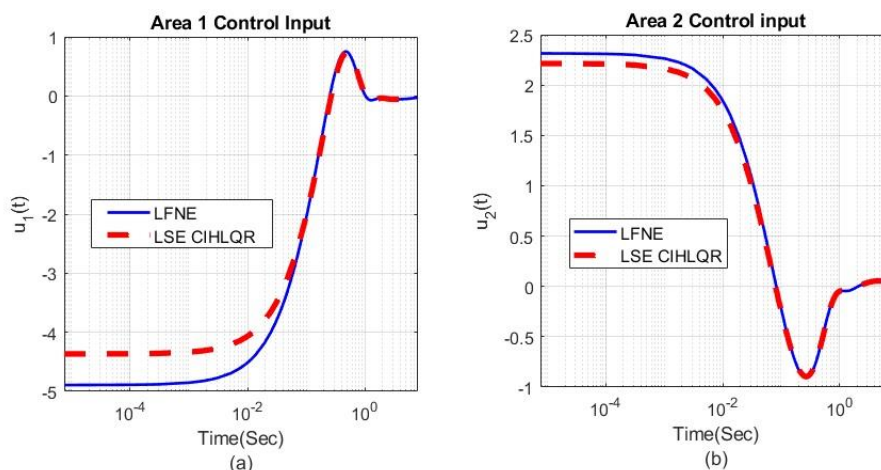 Area 1 Control Input
u1(t)
1
0
-1
-2
-3
-4
-5
LFNE
LSE CIHLQR
10-4
10-2
100
Time(Sec)
(a)
Area 2 Control input
u2(t)
2.5
2
1.5
1
0.5
0
-0.5
-1
LFNE
LSE CIHLQR
10-4
10-2
100
Time(Sec)
(b)